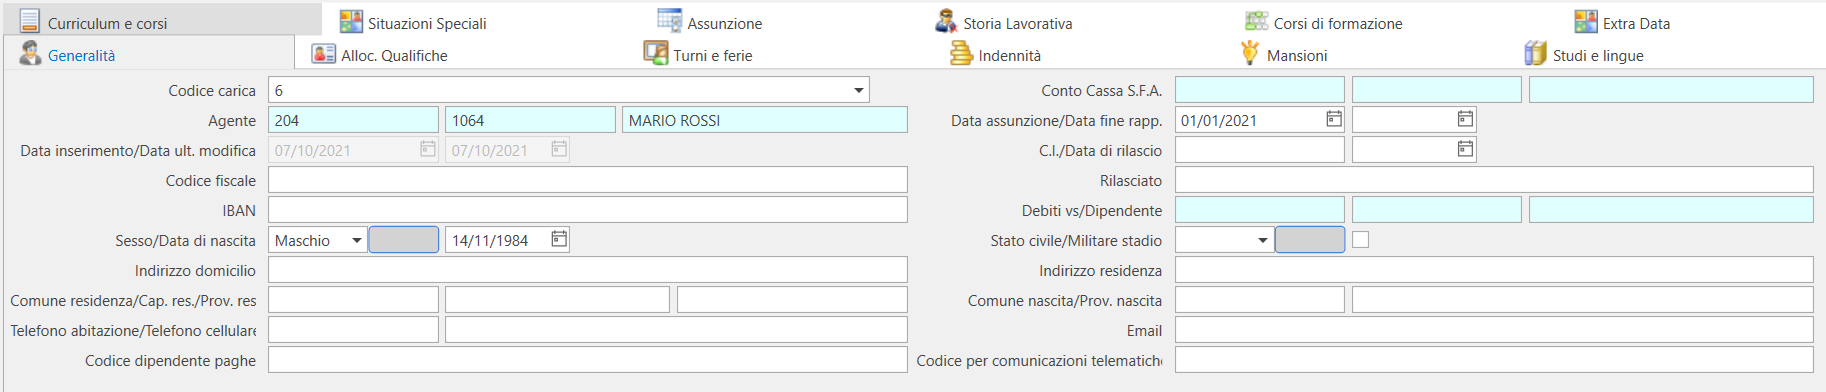 Curriculum e corsi Situazioni Speciali Assunzione Storia Lavorativa Corsi di formazione Extra Data
Generalità Alloc. Qualifiche Turni e ferie Indennità Mansioni Studi e lingue
Codice carica 6 Conto Cassa S.F.A.
Agente 204 1064 MARIO ROSSI Data assunzione/Data fine rapp. 01/01/2021
Data inserimento/Data ult. modifica 07/10/2021 07/10/2021 C.I./Data di rilascio
Codice fiscale Rilasciato
IBAN Debiti vs/Dipendente
Sesso/Data di nascita Maschio 14/11/1984 Stato civile/Militare stadio
Indirizzo domicilio Indirizzo residenza
Comune residenza/Cap. res./Prov. res Comune nascita/Prov. nascita
Telefono abitazione/Telefono cellulare Email
Codice dipendente paghe Codice per comunicazioni telematich